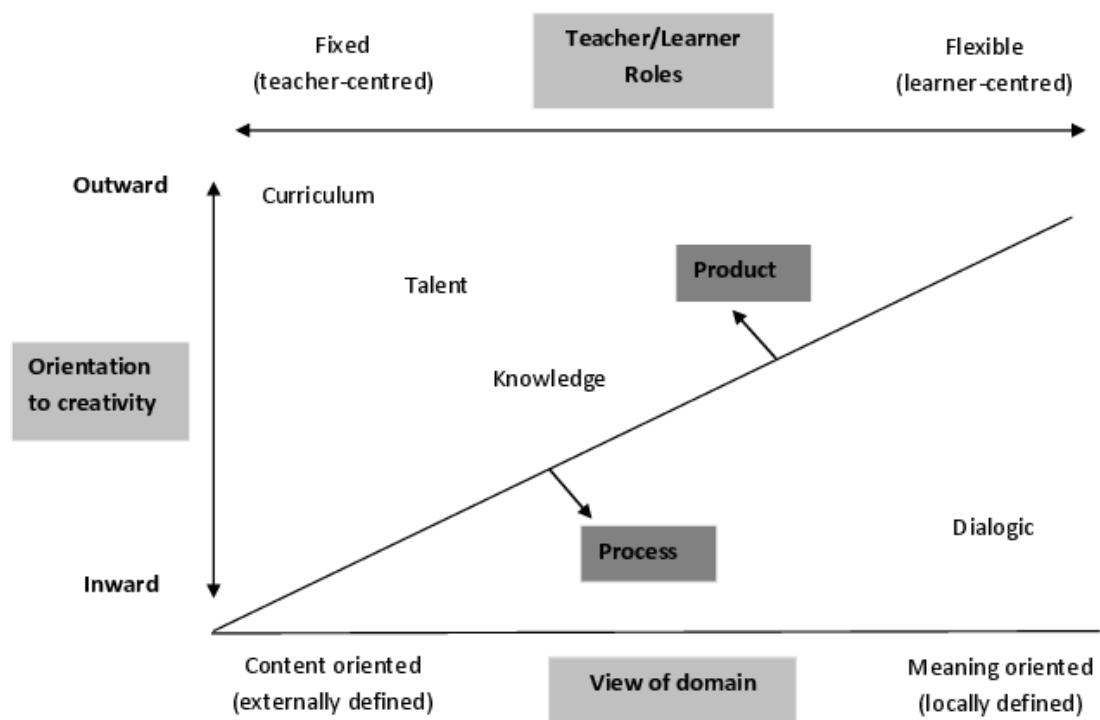 Fixed
(teacher-centred)
Teacher/Learner
Roles
Flexible
(learner-centred)
Outward
Curriculum
Talent
Product
Orientation
to creativity
Knowledge
Process
Dialogic
Inward
Content oriented
(externally defined)
View of domain
Meaning oriented
(locally defined)